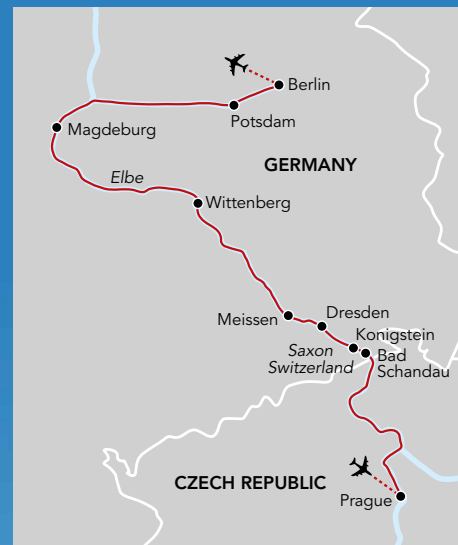 Berlin
Potsdam
Magdeburg
GERMANY
Elbe
Wittenberg
Meissen
Dresden
Konigstein
Saxon
Switzerland
Bad
Schandau
CZECH REPUBLIC
Prague